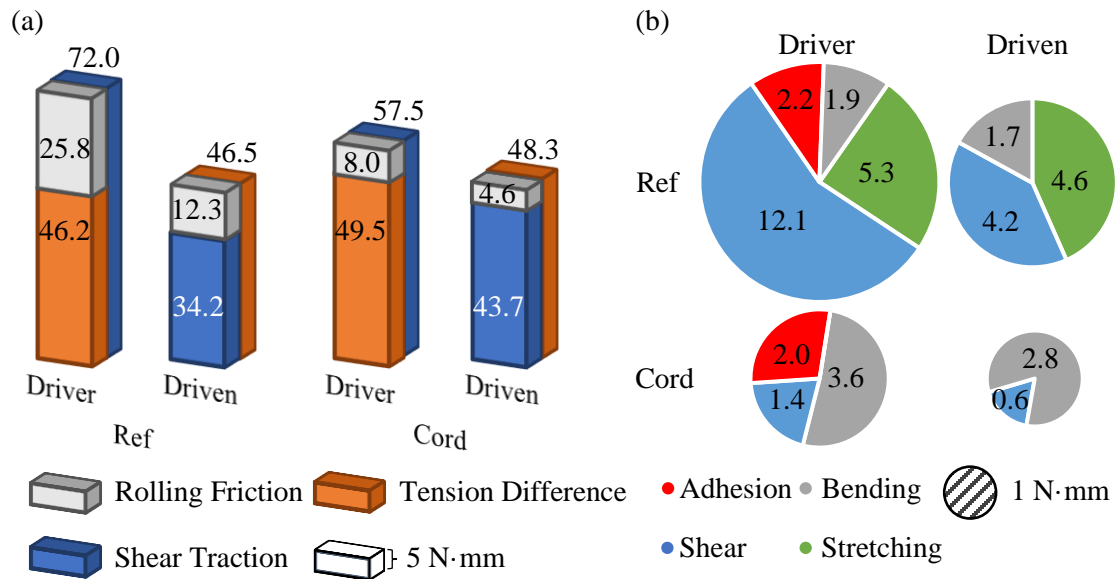 (a)
72.0
25.8
46.2
46.5
12.3
34.2
57.5
8.0
49.5
48.3
4.6
43.7
Driver
Driven
Driver
Driven
Ref
Cord
Rolling Friction
Tension Difference
Shear Traction
5 N·mm
(b)
Driver
Driven
Ref
2.2
1.9
5.3
12.1
1.7
4.6
4.2
Cord
2.0
3.6
1.4
2.8
0.6
Adhesion
Bending
1 N·mm
Shear
Stretching